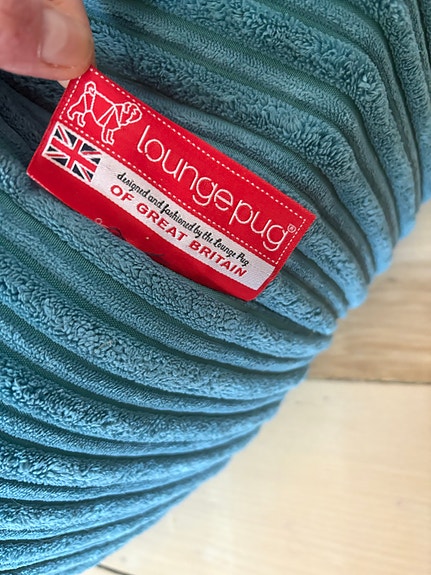 loungepug®
designed and fashioned by the Lounge Pug
OF GREAT BRITAIN